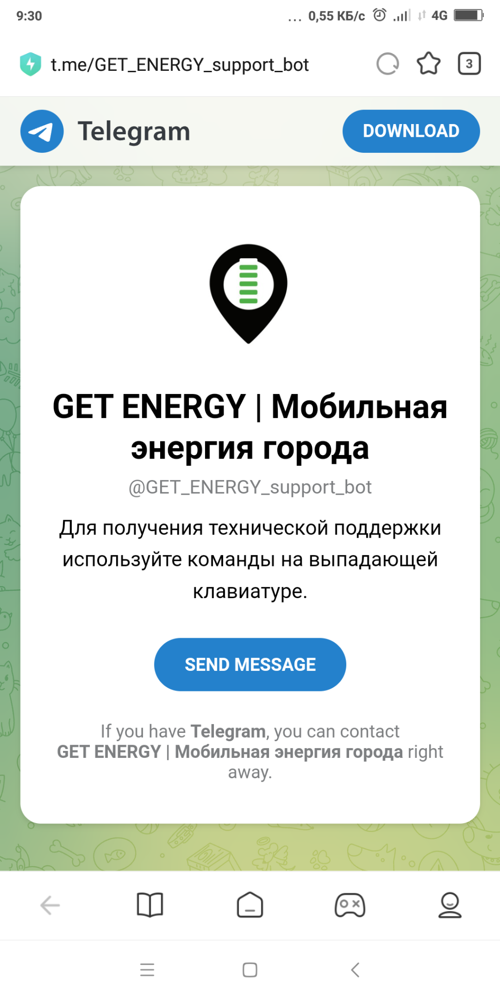 9:30
... 0,55 КБ/с 4G
t.me/GET_ENERGY_support_bot
3
Telegram
DOWNLOAD
GET ENERGY | Мобильная
энергия города
@GET_ENERGY_support_bot
Для получения технической поддержки
используйте команды на выпадающей
клавиатуре.
SEND MESSAGE
If you have Telegram, you can contact
GET ENERGY | Мобильная энергия города right
away.